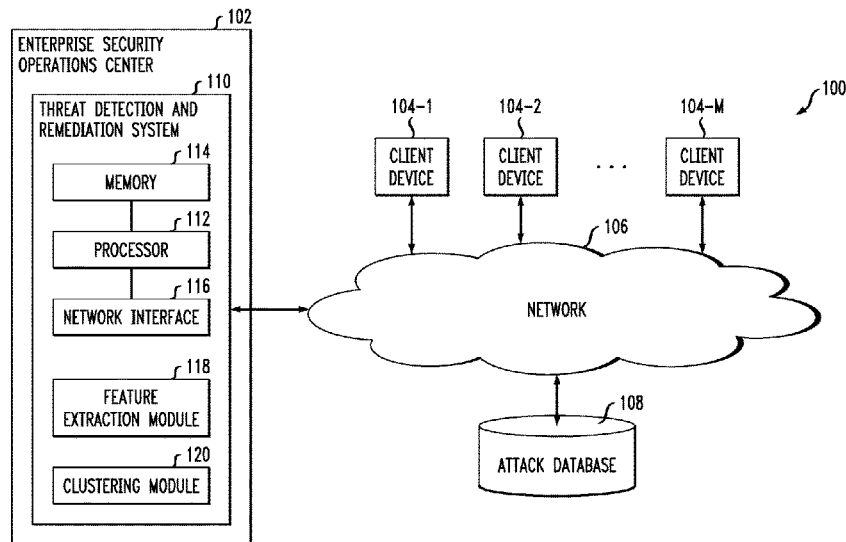 102
ENTERPRISE SECURITY
OPERATIONS CENTER
110
THREAT DETECTION AND
REMEDIATION SYSTEM
114
MEMORY
112
PROCESSOR
116
NETWORK INTERFACE
118
FEATURE
EXTRACTION MODULE
120
CLUSTERING MODULE
100
104-1
CLIENT
DEVICE
104-2
CLIENT
DEVICE
. . .
104-M
CLIENT
DEVICE
106
NETWORK
108
ATTACK DATABASE